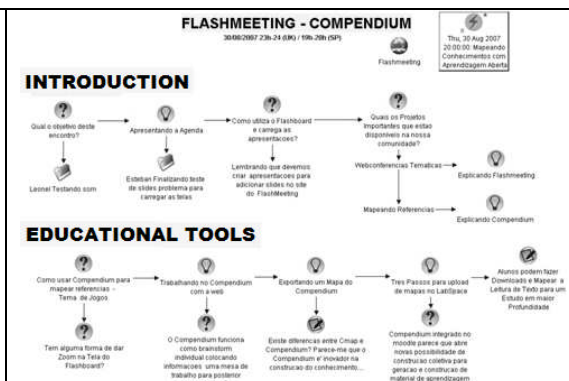 FLASHMEETING - COMPENDIUM
30/08/2007 23h-24 (UK) / 19h-20h (SP)
Flashmeeting
Thu, 30 Aug 2007
20:00:00: Mapeando
Conhecimentos com
Aprendizagem Aberta
INTRODUCTION
Qual o objetivo deste
encontro?
Apresentando a Agenda
Como utiliza o Flashboard
e carrega as
apresentacoes?
Quais os Projetos
Importantes que estao
disponiveis na nossa
comunidade?
Leonel Testando som
Esteban Finalizando teste
de slides problema para
carregar as telas
Lembrando que devemos
criar apresentacoes para
adicionar slides no site
do FlashMeeting
Webconferencias Tematicas
Explicando Flashmeeting
Mapeando Referencias
Explicando Compendium
EDUCATIONAL TOOLS
Como usar Compendium para
mapear referencias -
Tema de Jogos
Trabalhando no Compendium
com a web
Exportando um Mapa do
Compendium
Tres Passos para upload
de mapas no LabSpace
Alunos podem fazer
Downloads e Mapear a
Leitura de Texto para um
Estudo em maior
Profundidade
Tem alguma forma de dar
Zoom na Tela do
Flashboard?
O Compendium funciona
como brainstorm
individual colocando
informacoes uma mesa de
trabalho para posterior
Existe diferencas entre Cmap e
Compendium? Parece-me que o
Compendium e' inovador na
construcao do conhecimento...
Compendium integrado no
moodle parece que abre
novas possibilidade de
construcao coletiva para
geracao e construcao de
material de aprendizagem